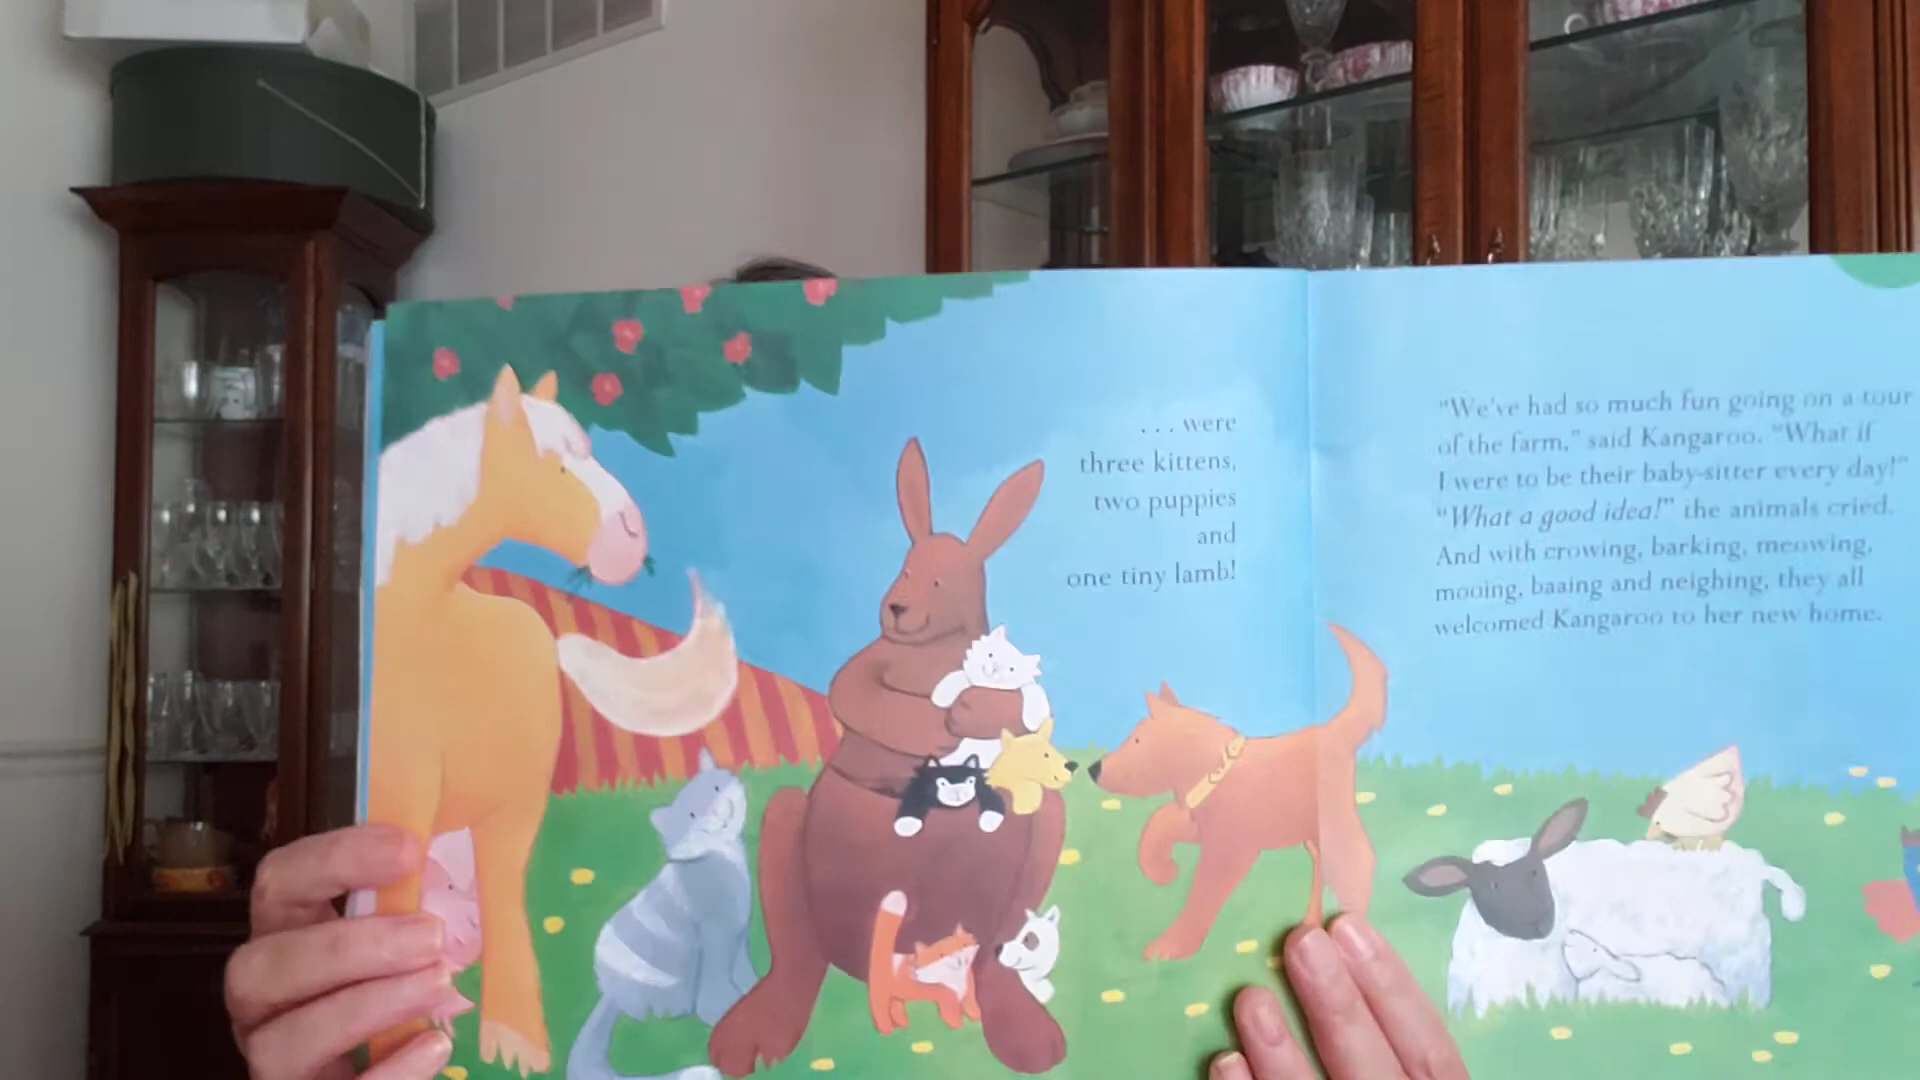 . . . were
three kittens,
two puppies
and
one tiny lamb!
"We've had so much fun going on a tour
of the farm," said Kangaroo. "What if
I were to be their baby-sitter every day!"
"What a good idea!" the animals cried.
And with crowing, barking, meowing,
mooing, baaing and neighing, they all
welcomed Kangaroo to her new home.